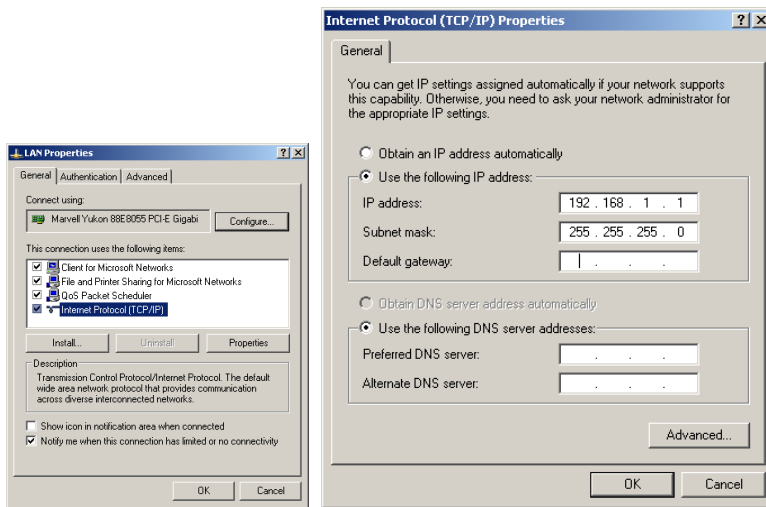 LAN Properties
General
Authentication
Advanced
Connect using:
Marvell Yukon 88E8055 PCI-E Gigabi
Configure...
This connection uses the following items:
Client for Microsoft Networks
File and Printer Sharing for Microsoft Networks
QoS Packet Scheduler
Internet Protocol (TCP/IP)
Install...
Uninstall
Properties
Description
Transmission Control Protocol/Internet Protocol. The default
wide area network protocol that provides communication
across diverse interconnected networks.
Show icon in notification area when connected
Notify me when this connection has limited or no connectivity
OK
Cancel
Internet Protocol (TCP/IP) Properties
General
You can get IP settings assigned automatically if your network supports
this capability. Otherwise, you need to ask your network administrator for
the appropriate IP settings.
Obtain an IP address automatically
Use the following IP address:
IP address:
192 . 168 . 1 . 1
Subnet mask:
255 . 255 . 255 . 0
Default gateway:
. . .
Obtain DNS server address automatically
Use the following DNS server addresses:
Preferred DNS server:
. . .
Alternate DNS server:
. . .
Advanced...
OK
Cancel